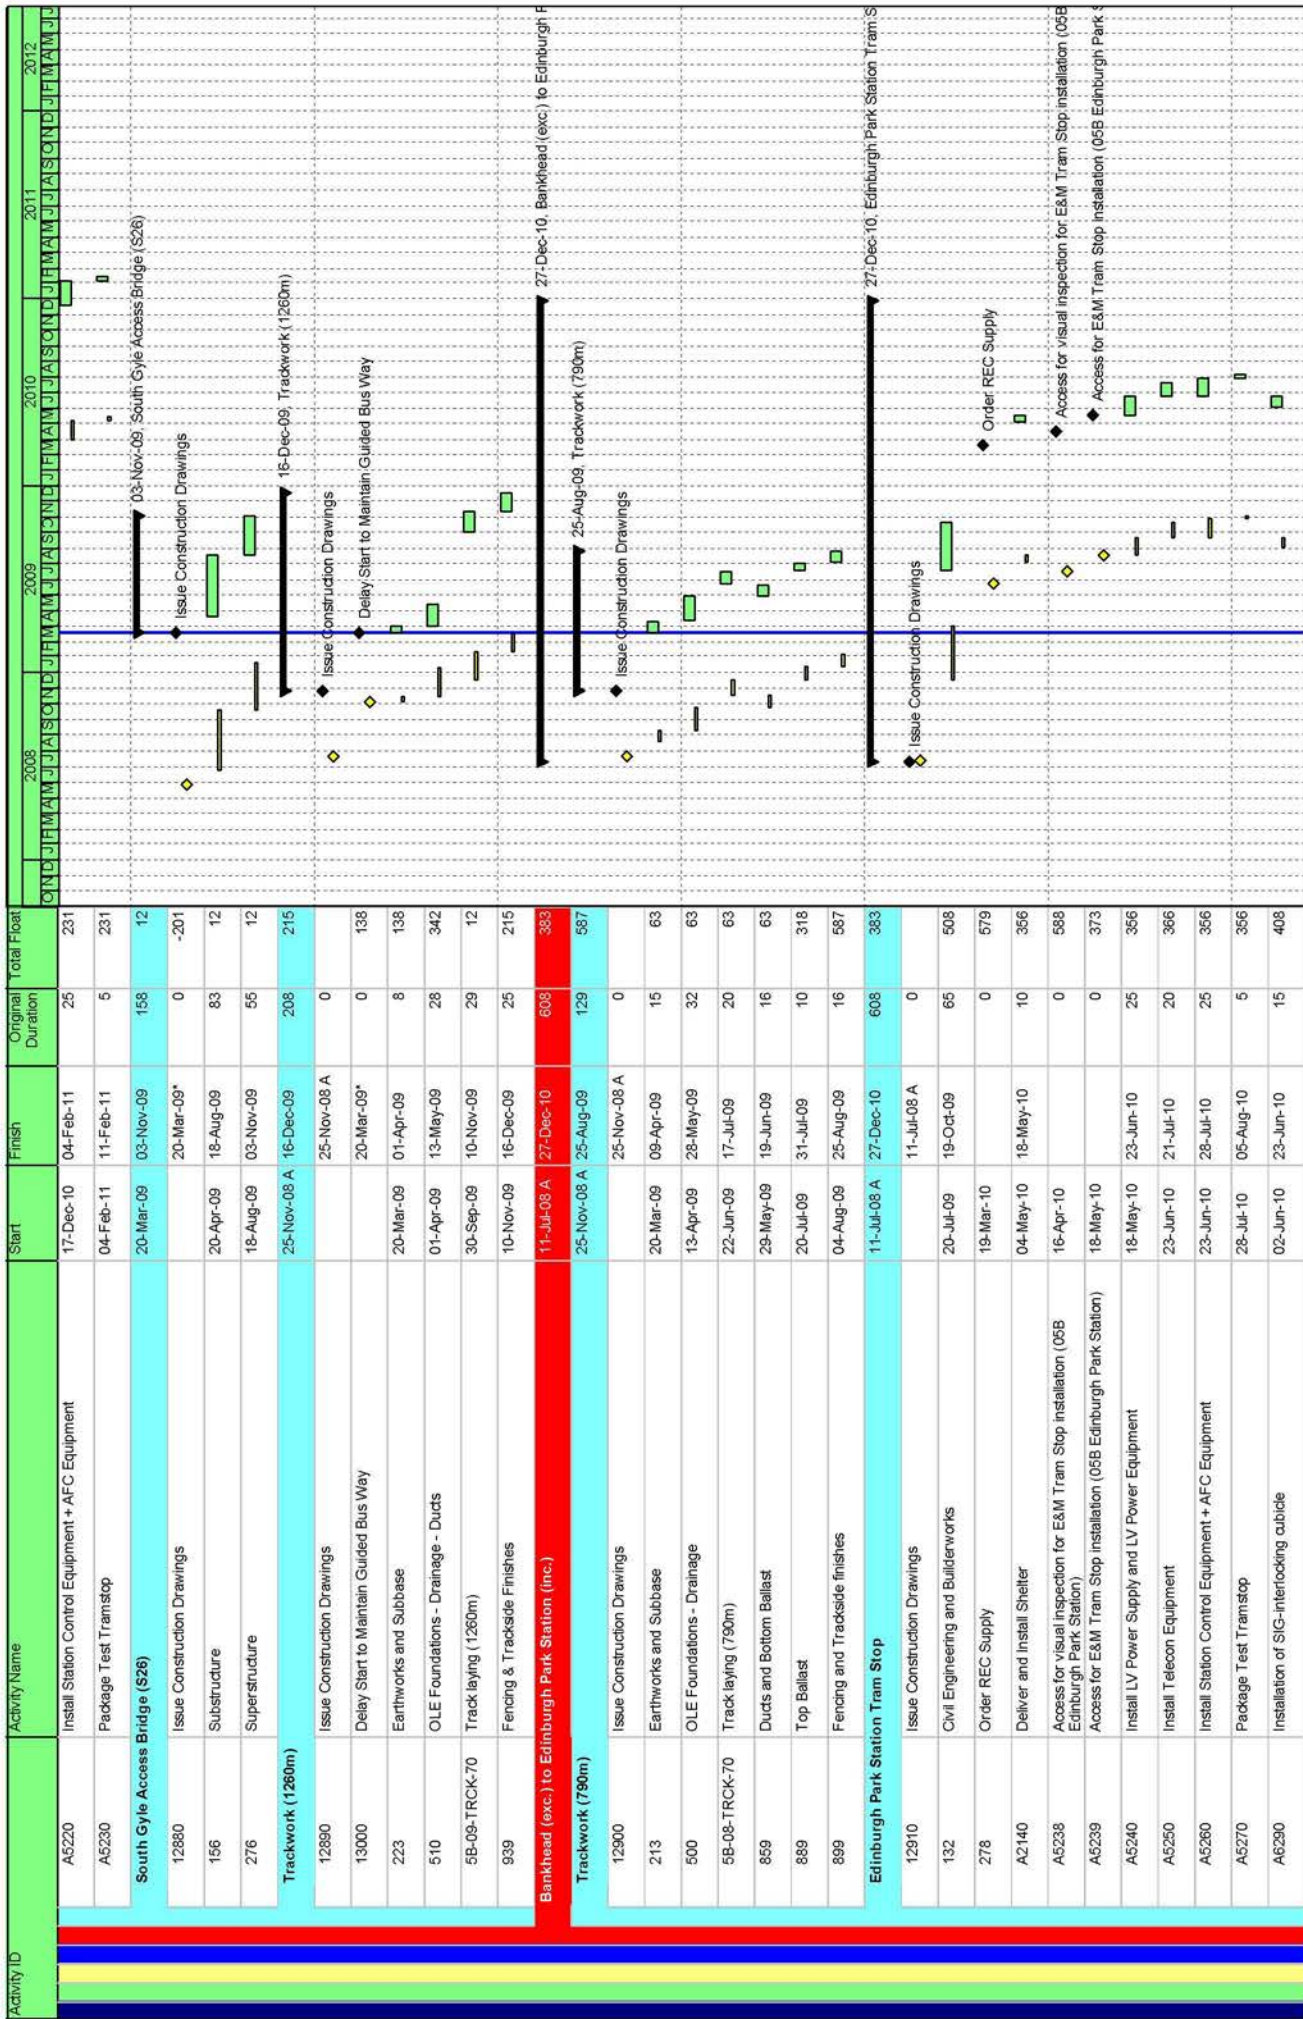 Activity ID Activity Name Start Finish Original Duration Total Float
2008 2009 2010 2011 2012
O N D J F M A M J J A S O N D J F M A M J J A S O N D J F M A M J J A S O N D J F M A M J J A S O N D J F M A M J J
A5220 Install Station Control Equipment + AFC Equipment 17-Dec-10 04-Feb-11 25 231
A5230 Package Test Tramstop 04-Feb-11 11-Feb-11 5 231
South Gyle Access Bridge (S26) 20-Mar-09 03-Nov-09 158 12 03-Nov-09, South Gyle Access Bridge (S26)
12880 Issue Construction Drawings 20-Mar-09* 0 -201 Issue Construction Drawings
156 Substructure 20-Apr-09 18-Aug-09 83 12
276 Superstructure 18-Aug-09 03-Nov-09 55 12
Trackwork (1260m) 25-Nov-08 A 16-Dec-09 208 215 16-Dec-09, Trackwork (1260m)
12890 Issue Construction Drawings 25-Nov-08 A 0 Issue Construction Drawings
13000 Delay Start to Maintain Guided Bus Way 20-Mar-09* 0 138 Delay Start to Maintain Guided Bus Way
223 Earthworks and Subbase 20-Mar-09 01-Apr-09 8 138
510 OLE Foundations - Drainage - Ducts 01-Apr-09 13-May-09 28 342
5B-09-TRCK-70 Track laying (1260m) 30-Sep-09 10-Nov-09 29 12
939 Fencing & Trackside Finishes 10-Nov-09 16-Dec-09 25 215
Bankhead (exc.) to Edinburgh Park Station (inc.) 11-Jul-08 A 27-Dec-10 608 383 27-Dec-10, Bankhead (exc.) to Edinburgh P
Trackwork (790m) 25-Nov-08 A 25-Aug-09 129 587 25-Aug-09, Trackwork (790m)
12900 Issue Construction Drawings 25-Nov-08 A 0 Issue Construction Drawings
213 Earthworks and Subbase 20-Mar-09 09-Apr-09 15 63
500 OLE Foundations - Drainage 13-Apr-09 28-May-09 32 63
5B-08-TRCK-70 Track laying (790m) 22-Jun-09 17-Jul-09 20 63
859 Ducts and Bottom Ballast 29-May-09 19-Jun-09 16 63
889 Top Ballast 20-Jul-09 31-Jul-09 10 318
899 Fencing and Trackside finishes 04-Aug-09 25-Aug-09 16 587
Edinburgh Park Station Tram Stop 11-Jul-08 A 27-Dec-10 608 383 27-Dec-10, Edinburgh Park Station Tram S
12910 Issue Construction Drawings 11-Jul-08 A 0 Issue Construction Drawings
132 Civil Engineering and Builderworks 20-Jul-09 19-Oct-09 65 508
278 Order REC Supply 19-Mar-10 0 579 Order REC Supply
A2140 Deliver and Install Shelter 04-May-10 18-May-10 10 356
A5238 Access for visual inspection for E&M Tram Stop installation (05B Edinburgh Park Station) 16-Apr-10 0 588 Access for visual inspection for E&M Tram Stop installation (05B
A5239 Access for E&M Tram Stop installation (05B Edinburgh Park Station) 18-May-10 0 373 Access for E&M Tram Stop installation (05B Edinburgh Park S
A5240 Install LV Power Supply and LV Power Equipment 18-May-10 23-Jun-10 25 356
A5250 Install Telecon Equipment 23-Jun-10 21-Jul-10 20 366
A5260 Install Station Control Equipment + AFC Equipment 23-Jun-10 28-Jul-10 25 356
A5270 Package Test Tramstop 28-Jul-10 05-Aug-10 5 356
A6290 Installation of SIG-interlocking cubicle 02-Jun-10 23-Jun-10 15 408